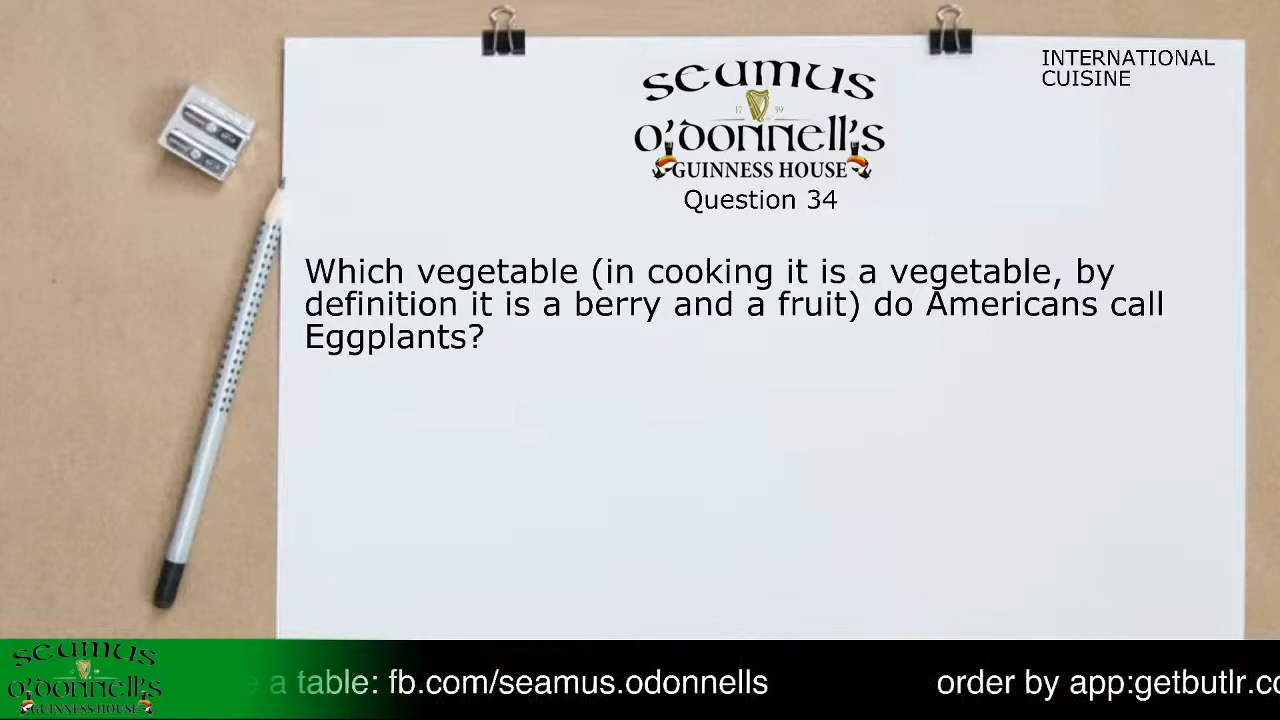 INTERNATIONAL
CUISINE
seamus
17 59
o'donnell's
GUINNESS HOUSE
Question 34
Which vegetable (in cooking it is a vegetable, by
definition it is a berry and a fruit) do Americans call
Eggplants?
seamus
o'donnell's
GUINNESS HOUSE
a table: fb.com/seamus.odonnells
order by app:getbutlr.co